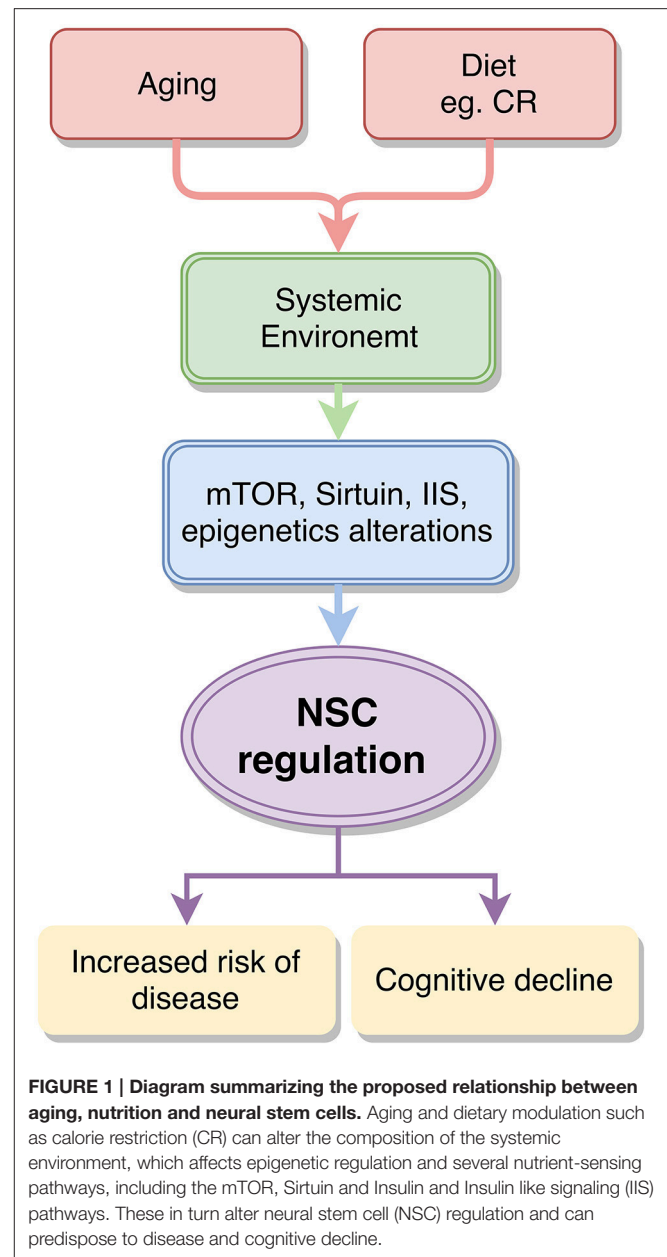 Aging
Diet
eg. CR
Systemic
Environemt
mTOR, Sirtuin, IIS,
epigenetics alterations
NSC
regulation
Increased risk of
disease
Cognitive decline
FIGURE 1 | Diagram summarizing the proposed relationship between
aging, nutrition and neural stem cells. Aging and dietary modulation such
as calorie restriction (CR) can alter the composition of the systemic
environment, which affects epigenetic regulation and several nutrient-sensing
pathways, including the mTOR, Sirtuin and Insulin and Insulin like signaling (IIS)
pathways. These in turn alter neural stem cell (NSC) regulation and can
predispose to disease and cognitive decline.